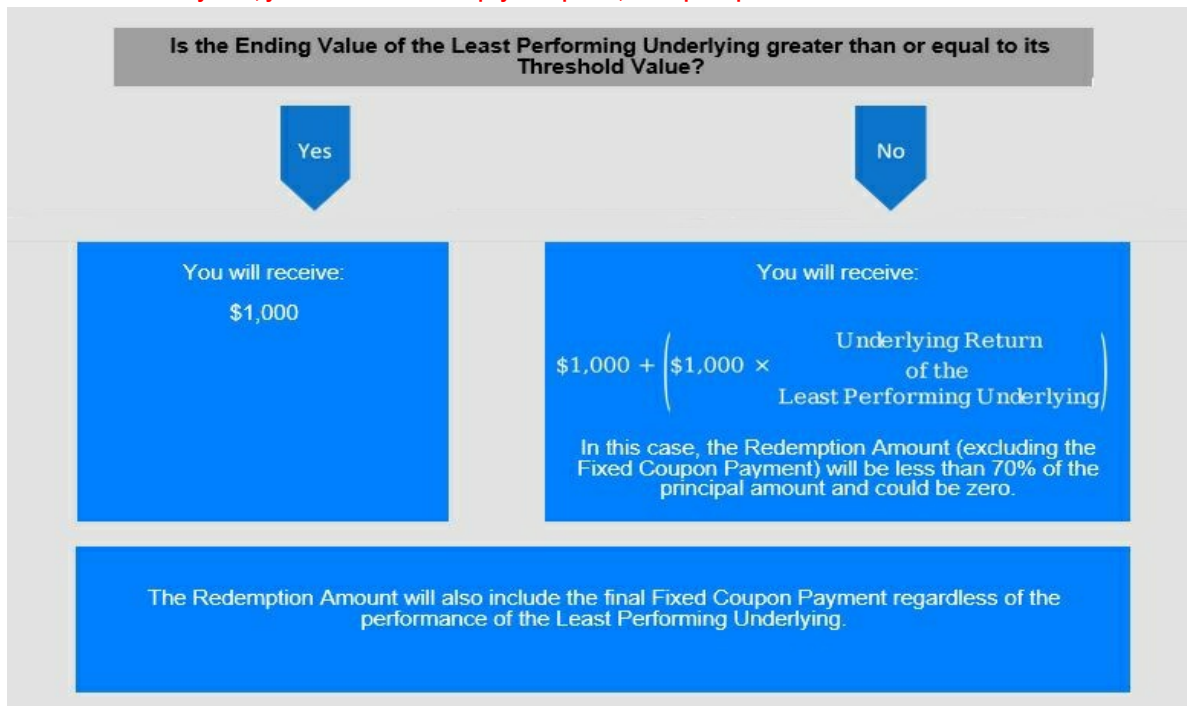 Is the Ending Value of the Least Performing Underlying greater than or equal to its
Threshold Value?
Yes
No
You will receive:
$1,000
You will receive:
$1,000 + ($1,000 × Underlying Return
of the
Least Performing Underlying)
In this case, the Redemption Amount (excluding the
Fixed Coupon Payment) will be less than 70% of the
principal amount and could be zero.
The Redemption Amount will also include the final Fixed Coupon Payment regardless of the
performance of the Least Performing Underlying.